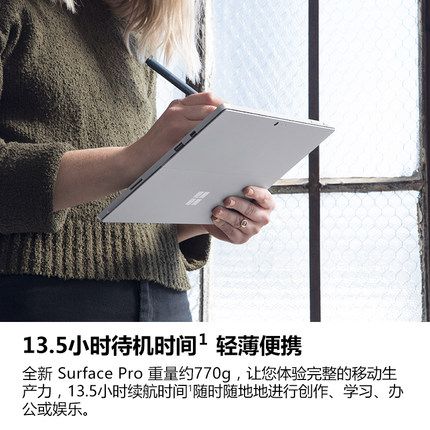 13.5小时待机时间¹ 轻薄便携
全新 Surface Pro 重量约770g，让您体验完整的移动生
产力，13.5小时续航时间¹随时随地地进行创作、学习、办
公或娱乐。